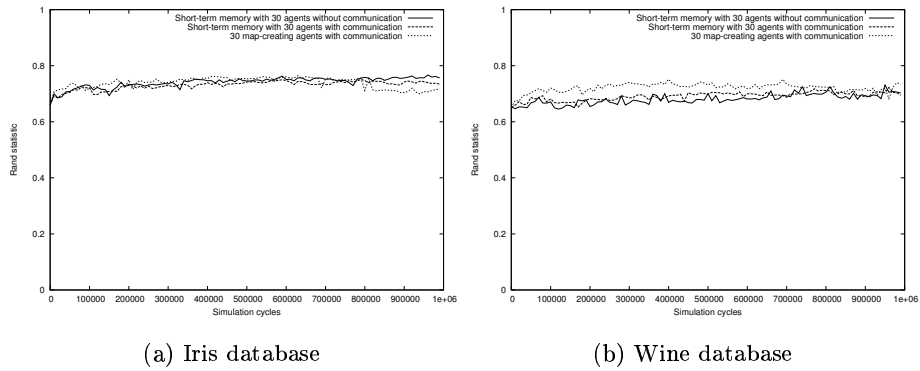 Short-term memory with 30 agents without communication
Short-term memory with 30 agents with communication
30 map-creating agents with communication
Rand statistic
1
0.8
0.6
0.4
0.2
0
0 100000 200000 300000 400000 500000 600000 700000 800000 900000 1e+06
Simulation cycles
(a) Iris database
Short-term memory with 30 agents without communication
Short-term memory with 30 agents with communication
30 map-creating agents with communication
Rand statistic
1
0.8
0.6
0.4
0.2
0
0 100000 200000 300000 400000 500000 600000 700000 800000 900000 1e+06
Simulation cycles
(b) Wine database